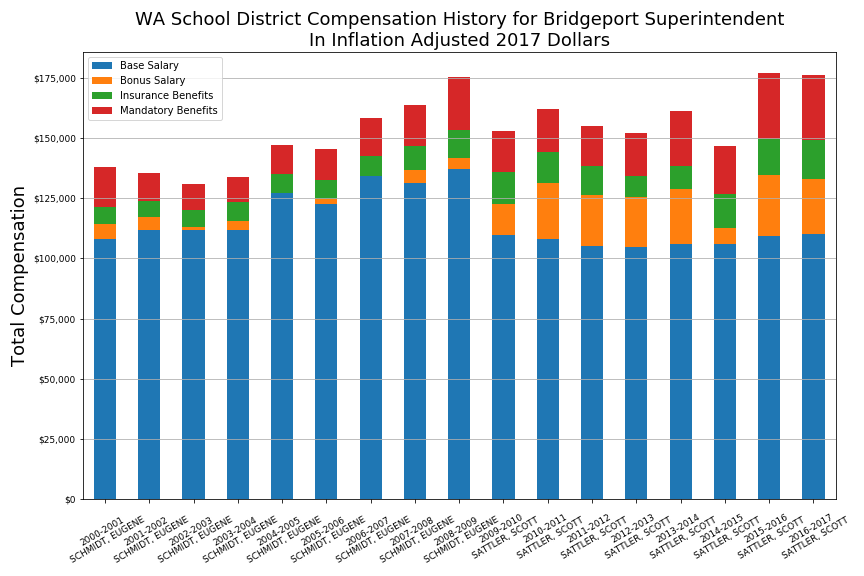 WA School District Compensation History for Bridgeport Superintendent
In Inflation Adjusted 2017 Dollars
Base Salary
Bonus Salary
Insurance Benefits
Mandatory Benefits
Total Compensation
$175,000
$150,000
$125,000
$100,000
$75,000
$50,000
$25,000
$0
2000-2001
SCHMIDT, EUGENE
2001-2002
SCHMIDT, EUGENE
2002-2003
SCHMIDT, EUGENE
2003-2004
SCHMIDT, EUGENE
2004-2005
SCHMIDT, EUGENE
2005-2006
SCHMIDT, EUGENE
2006-2007
SCHMIDT, EUGENE
2007-2008
SCHMIDT, EUGENE
2008-2009
SCHMIDT, EUGENE
2009-2010
SATTLER, SCOTT
2010-2011
SATTLER, SCOTT
2011-2012
SATTLER, SCOTT
2012-2013
SATTLER, SCOTT
2013-2014
SATTLER, SCOTT
2014-2015
SATTLER, SCOTT
2015-2016
SATTLER, SCOTT
2016-2017
SATTLER, SCOTT